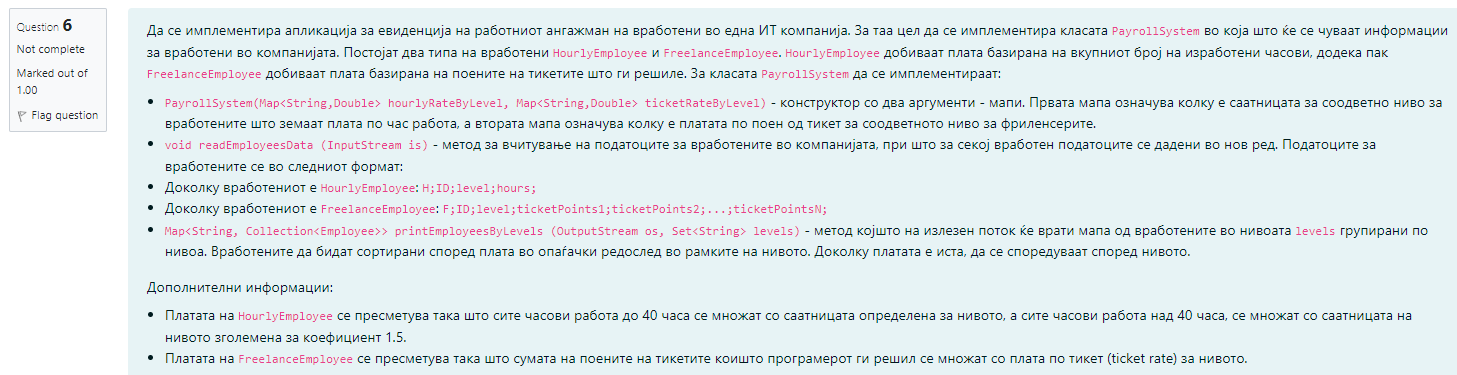 Question 6
Not complete
Marked out of
1.00
Flag question
Да се имплементира апликација за евиденција на работниот ангажман на вработени во една ИТ компанија. За таа цел да се имплементира класата PayrollSystem во која што ќе се чуваат информации
за вработени во компанијата. Постојат два типа на вработени HourlyEmployee и FreelanceEmployee. HourlyEmployee добиваат плата базирана на вкупниот број на изработени часови, додека пак
FreelanceEmployee добиваат плата базирана на поените на тикетите што ги решиле. За класата PayrollSystem да се имплементираат:
• PayrollSystem(Map<String,Double> hourlyRateByLevel, Map<String,Double> ticketRateByLevel) - конструктор со два аргументи - мапи. Првата мапа означува колку е саатницата за соодветно ниво за
вработените што земаат плата по час работа, а втората мапа означува колку е платата по поен од тикет за соодветното ниво за фриленсерите.
• void readEmployeesData (InputStream is) - метод за вчитување на податоците за вработените во компанијата, при што за секој вработен податоците се дадени во нов ред. Податоците за
вработените се во следниот формат:
• Доколку вработениот е HourlyEmployee: H;ID;level;hours;
• Доколку вработениот е FreelanceEmployee: F;ID;level;ticketPoints1;ticketPoints2;...;ticketPointsN;
• Map<String, Collection<Employee>> printEmployeesByLevels (OutputStream os, Set<String> levels) - метод којшто на излезен поток ќе врати мапа од вработените во нивоата levels групирани по
нивоа. Вработените да бидат сортирани според плата во опаѓачки редослед во рамките на нивото. Доколку платата е иста, да се споредуваат според нивото.
Дополнителни информации:
• Платата на HourlyEmployee се пресметува така што сите часови работа до 40 часа се множат со саатницата определена за нивото, а сите часови работа над 40 часа, се множат со саатницата на
нивото зголемена за коефициент 1.5.
• Платата на FreelanceEmployee се пресметува така што сумата на поените на тикетите коишто програмерот ги решил се множат со плата по тикет (ticket rate) за нивото.